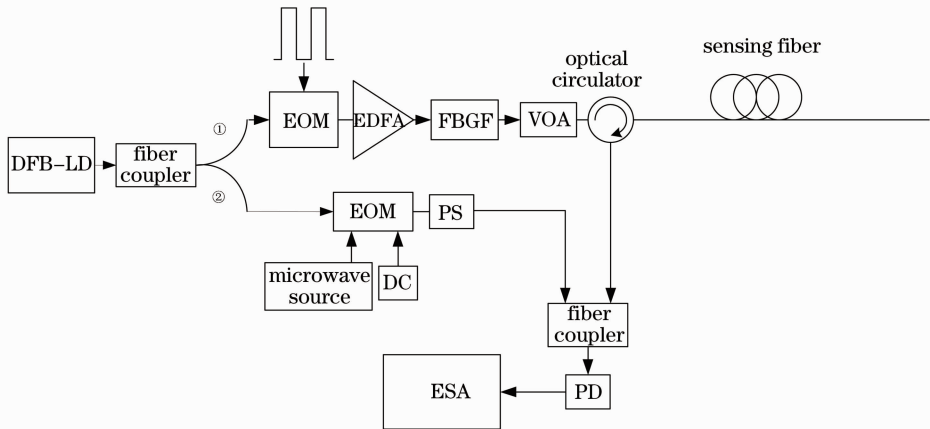 sensing fiber
optical
circulator
①
EOM
EDFA
FBGF
VOA
DFB-LD
fiber
coupler
②
EOM
PS
microwave
source
DC
fiber
coupler
ESA
PD